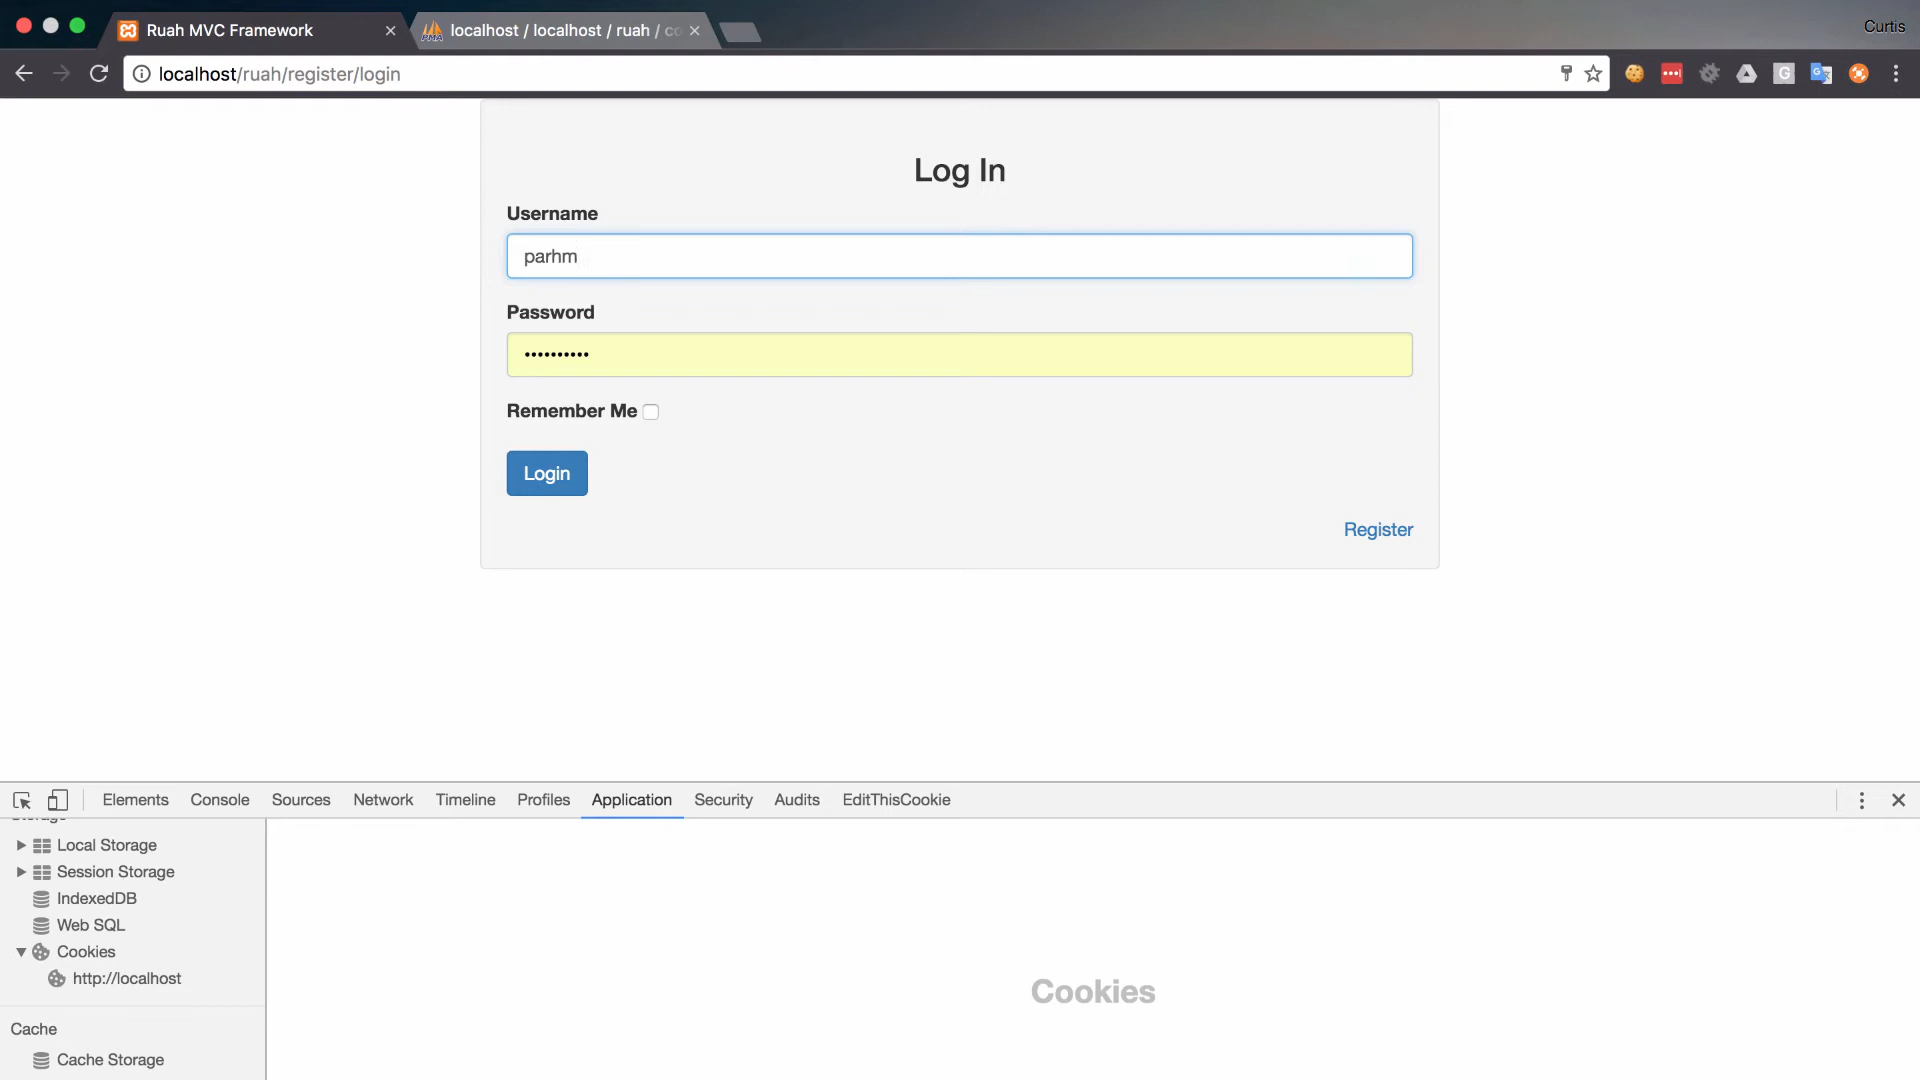 Ruah MVC Framework
localhost / localhost / ruah / co
Curtis
localhost/ruah/register/login
Log In
Username
parhm
Password
••••••••••
Remember Me
Login
Register
Elements Console Sources Network Timeline Profiles Application Security Audits EditThisCookie
Storage
Local Storage
Session Storage
IndexedDB
Web SQL
Cookies
http://localhost
Cache
Cache Storage
Cookies